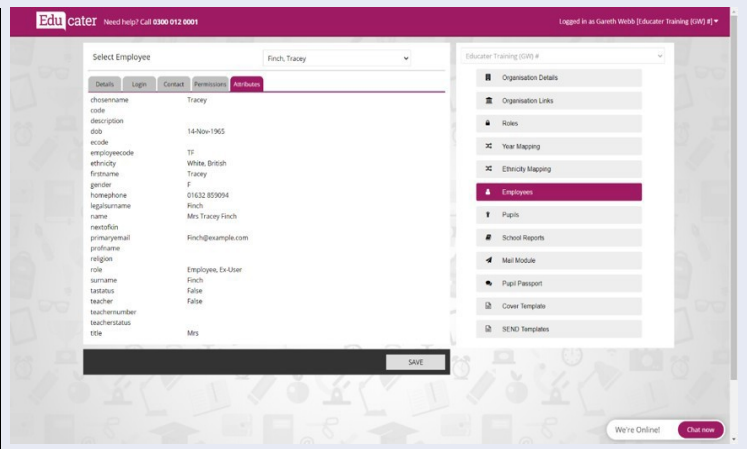 Educater Need help? Call 0300 012 0001
Logged in as Gareth Webb [Educater Training (GW) #]
Select Employee
Finch, Tracey
Details Login Contact Permissions Attributes
chosenname Tracey
code
description
dob 14-Nov-1965
ecode
employeecode TF
ethnicity White, British
firstname Tracey
gender F
homephone 01632 859094
legalsurname Finch
name Mrs Tracey Finch
nextofkin
primaryemail Finch@example.com
profname
religion
role Employee, Ex-User
surname Finch
tastatus False
teacher False
teachernumber
teacherstatus
title Mrs
SAVE
Educater Training (GW) #
Organisation Details
Organisation Links
Roles
Year Mapping
Ethnicity Mapping
Employees
Pupils
School Reports
Mail Module
Pupil Passport
Cover Template
SEND Templates
We're Online!
Chat now